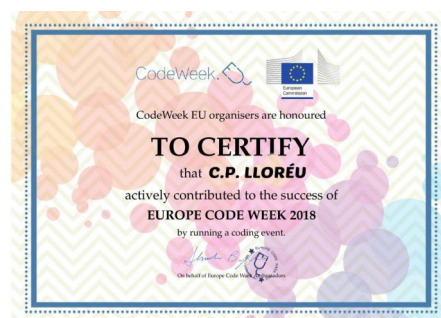 CodeWeek
European
Commission
CodeWeek EU organisers are honoured
TO CERTIFY
that C.P. LLORÉU
actively contributed to the success of
EUROPE CODE WEEK 2018
by running a coding event.
On behalf of Europe Code Week Ambassadors